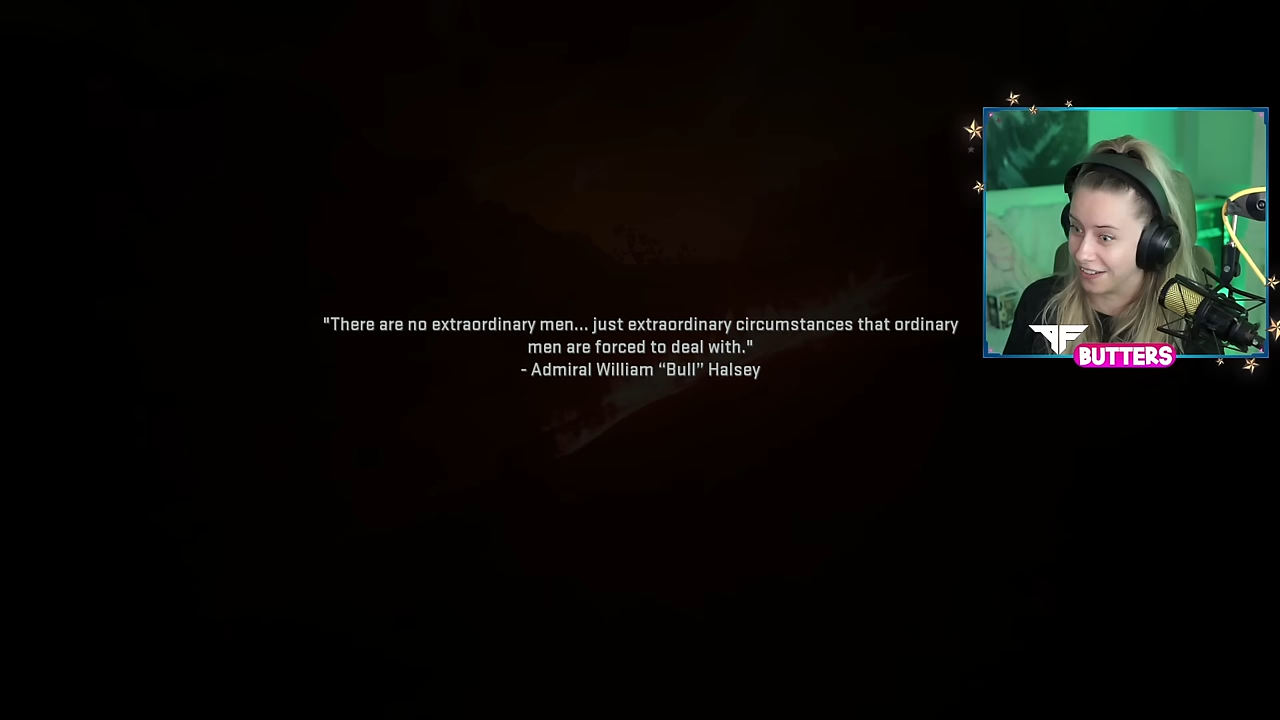 "There are no extraordinary men... just extraordinary circumstances that ordinary
men are forced to deal with."
- Admiral William “Bull” Halsey
PF
BUTTERS